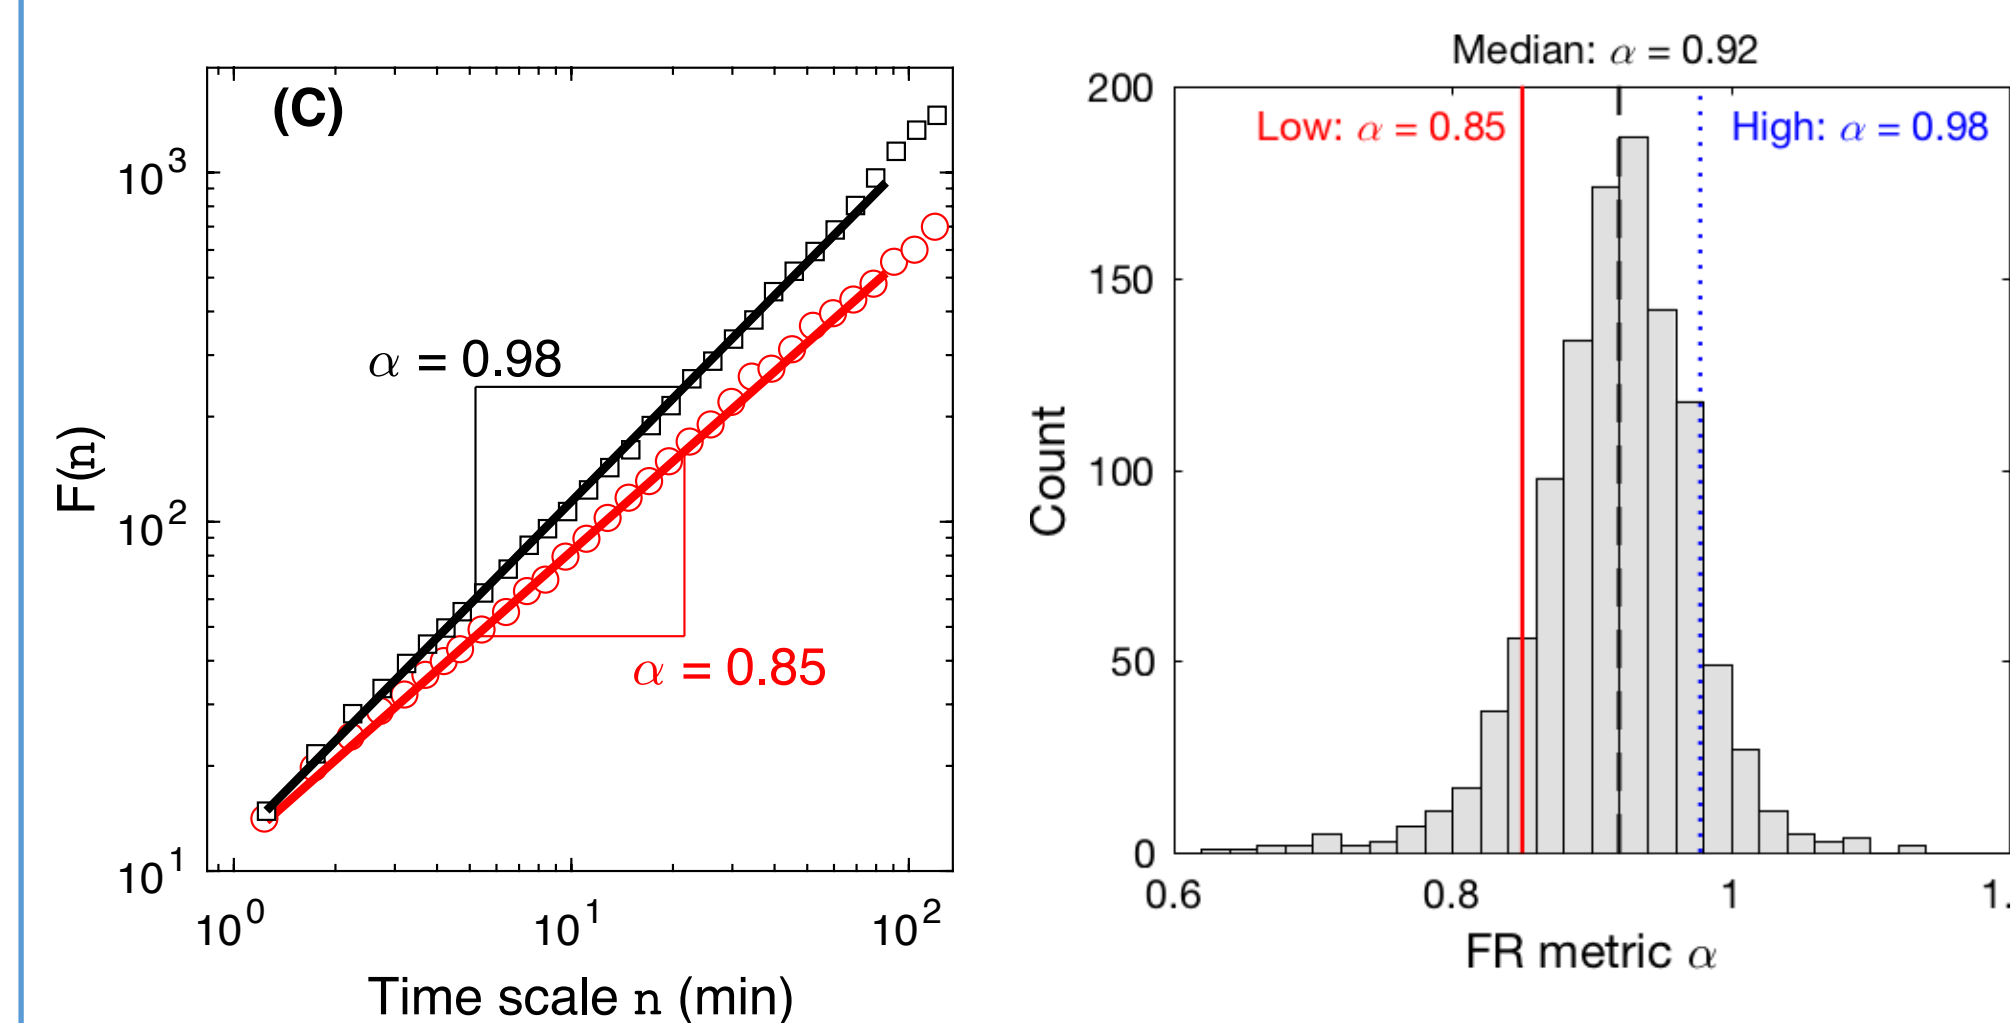 (C)
10^3
10^2
10^1
F(n)
α = 0.98
α = 0.85
10^0
10^1
10^2
Time scale n (min)
Median: α = 0.92
Low: α = 0.85
High: α = 0.98
200
150
100
50
0
Count
0.6
0.8
1
1.
FR metric α